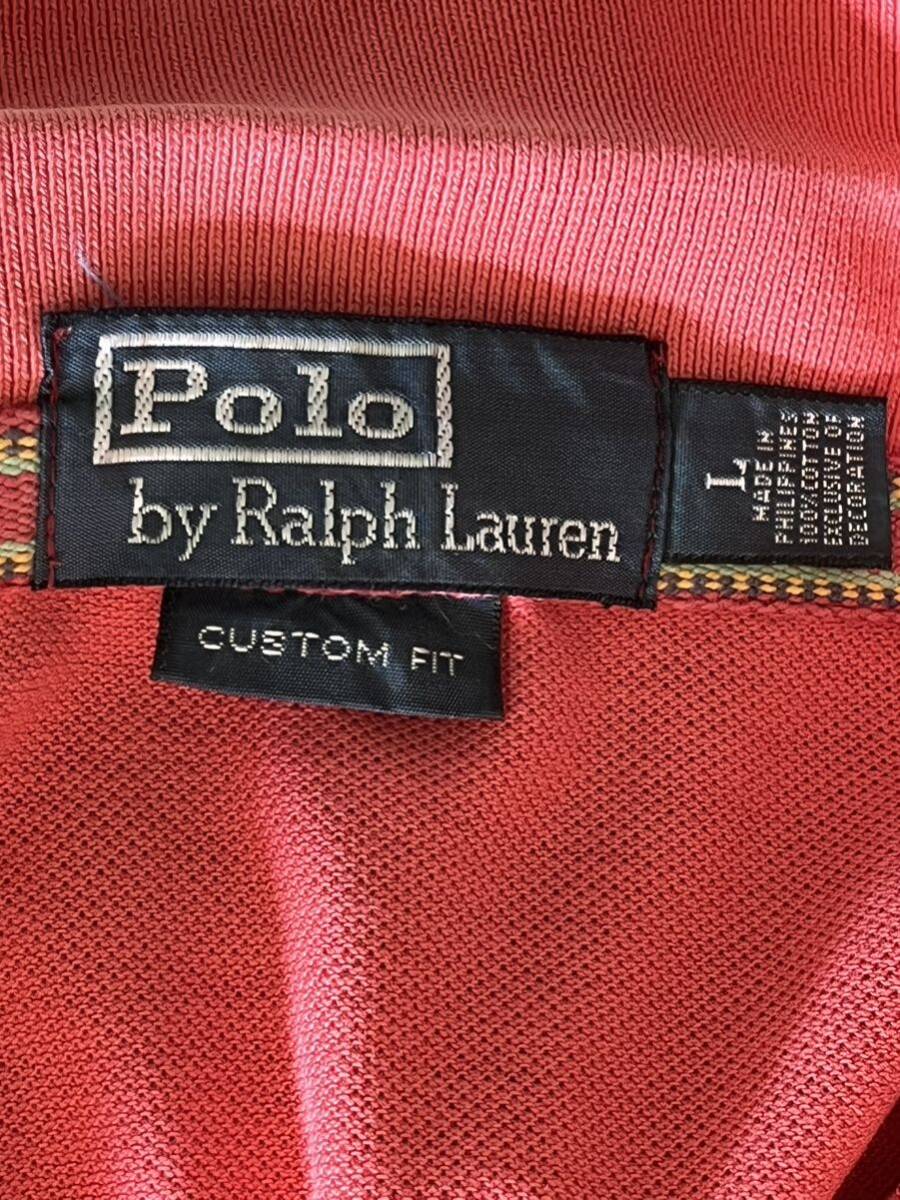 Polo
by Ralph Lauren
L
MADE IN
PHILIPPINES
100% COTTON
EXCLUSIVE OF
DECORATION
CUSTOM FIT